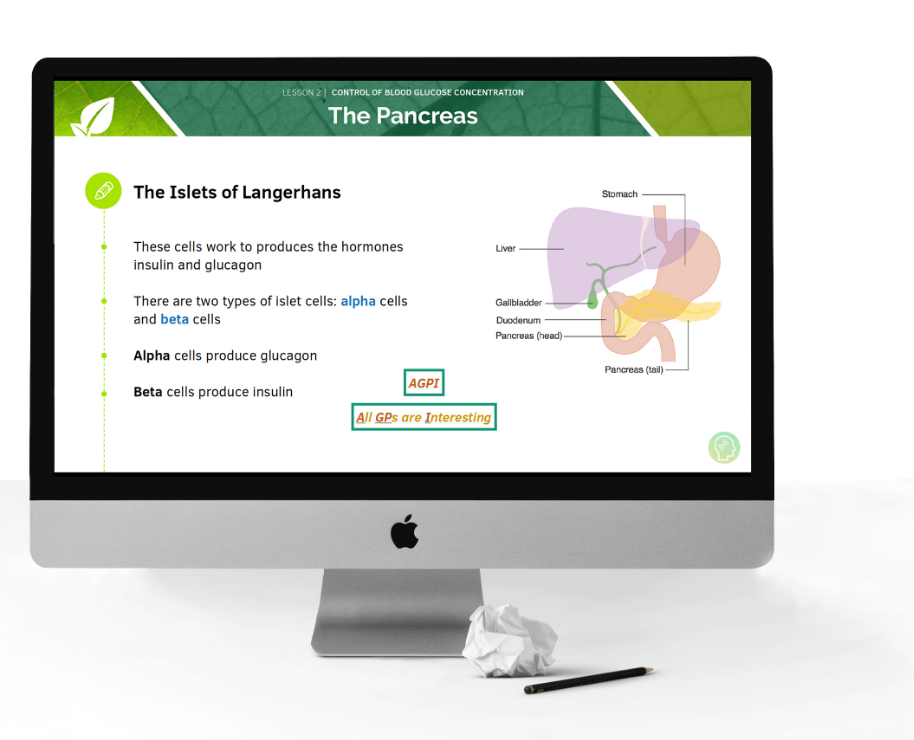 LESSON 2 | CONTROL OF BLOOD GLUCOSE CONCENTRATION
The Pancreas
The Islets of Langerhans
These cells work to produces the hormones
insulin and glucagon
There are two types of islet cells: alpha cells
and beta cells
Alpha cells produce glucagon
Beta cells produce insulin
AGPI
All GPs are Interesting
Stomach
Liver
Gallbladder
Duodenum
Pancreas (head)
Pancreas (tail)